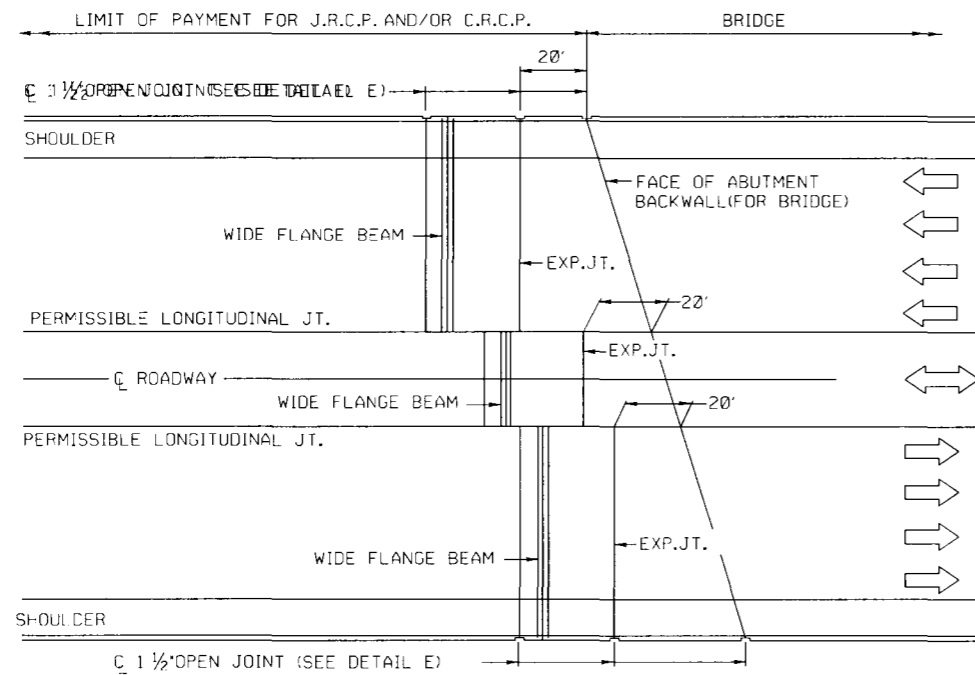 LIMIT OF PAYMENT FOR J.R.C.P. AND/OR C.R.C.P.
BRIDGE
20'
SHOULDER
FACE OF ABUTMENT
BACKWALL(FOR BRIDGE)
WIDE FLANGE BEAM
EXP.JT.
20'
PERMISSIBLE LONGITUDINAL JT.
EXP.JT.
℄ ROADWAY
WIDE FLANGE BEAM
20'
PERMISSIBLE LONGITUDINAL JT.
EXP.JT.
WIDE FLANGE BEAM
SHOULDER
℄ 1 ½"OPEN JOINT (SEE DETAIL E)